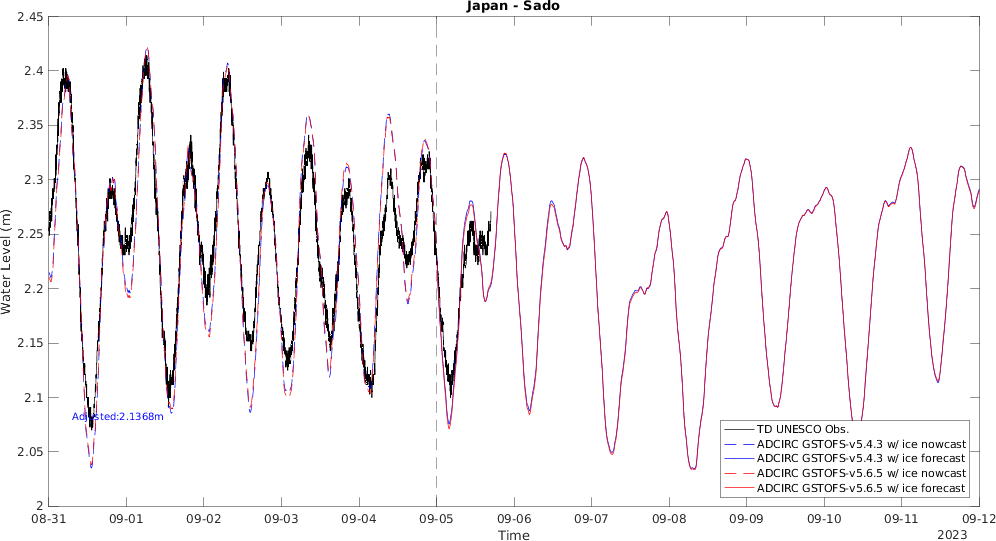 Japan - Sado
2.45
2.4
2.35
2.3
2.25
2.2
2.15
2.1
2.05
2
Water Level (m)
Adjusted:2.1368m
TD UNESCO Obs.
ADCIRC GSTOFS-v5.4.3 w/ ice nowcast
ADCIRC GSTOFS-v5.4.3 w/ ice forecast
ADCIRC GSTOFS-v5.6.5 w/ ice nowcast
ADCIRC GSTOFS-v5.6.5 w/ ice forecast
08-31 09-01 09-02 09-03 09-04 09-05 09-06 09-07 09-08 09-09 09-10 09-11 09-12
Time
2023